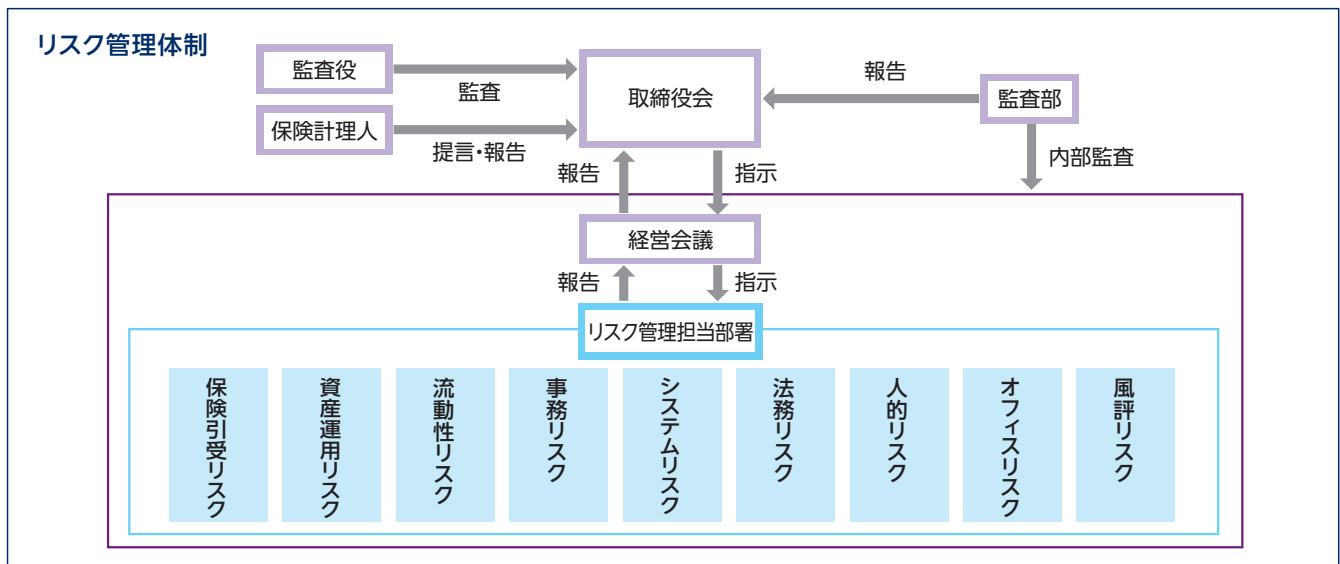 リスク管理体制
監査役
監査
保険計理人
提言・報告
取締役会
報告
監査部
内部監査
報告
指示
経営会議
報告
指示
リスク管理担当部署
保険引受リスク
資産運用リスク
流動性リスク
事務リスク
システムリスク
法務リスク
人的リスク
オフィスリスク
風評リスク